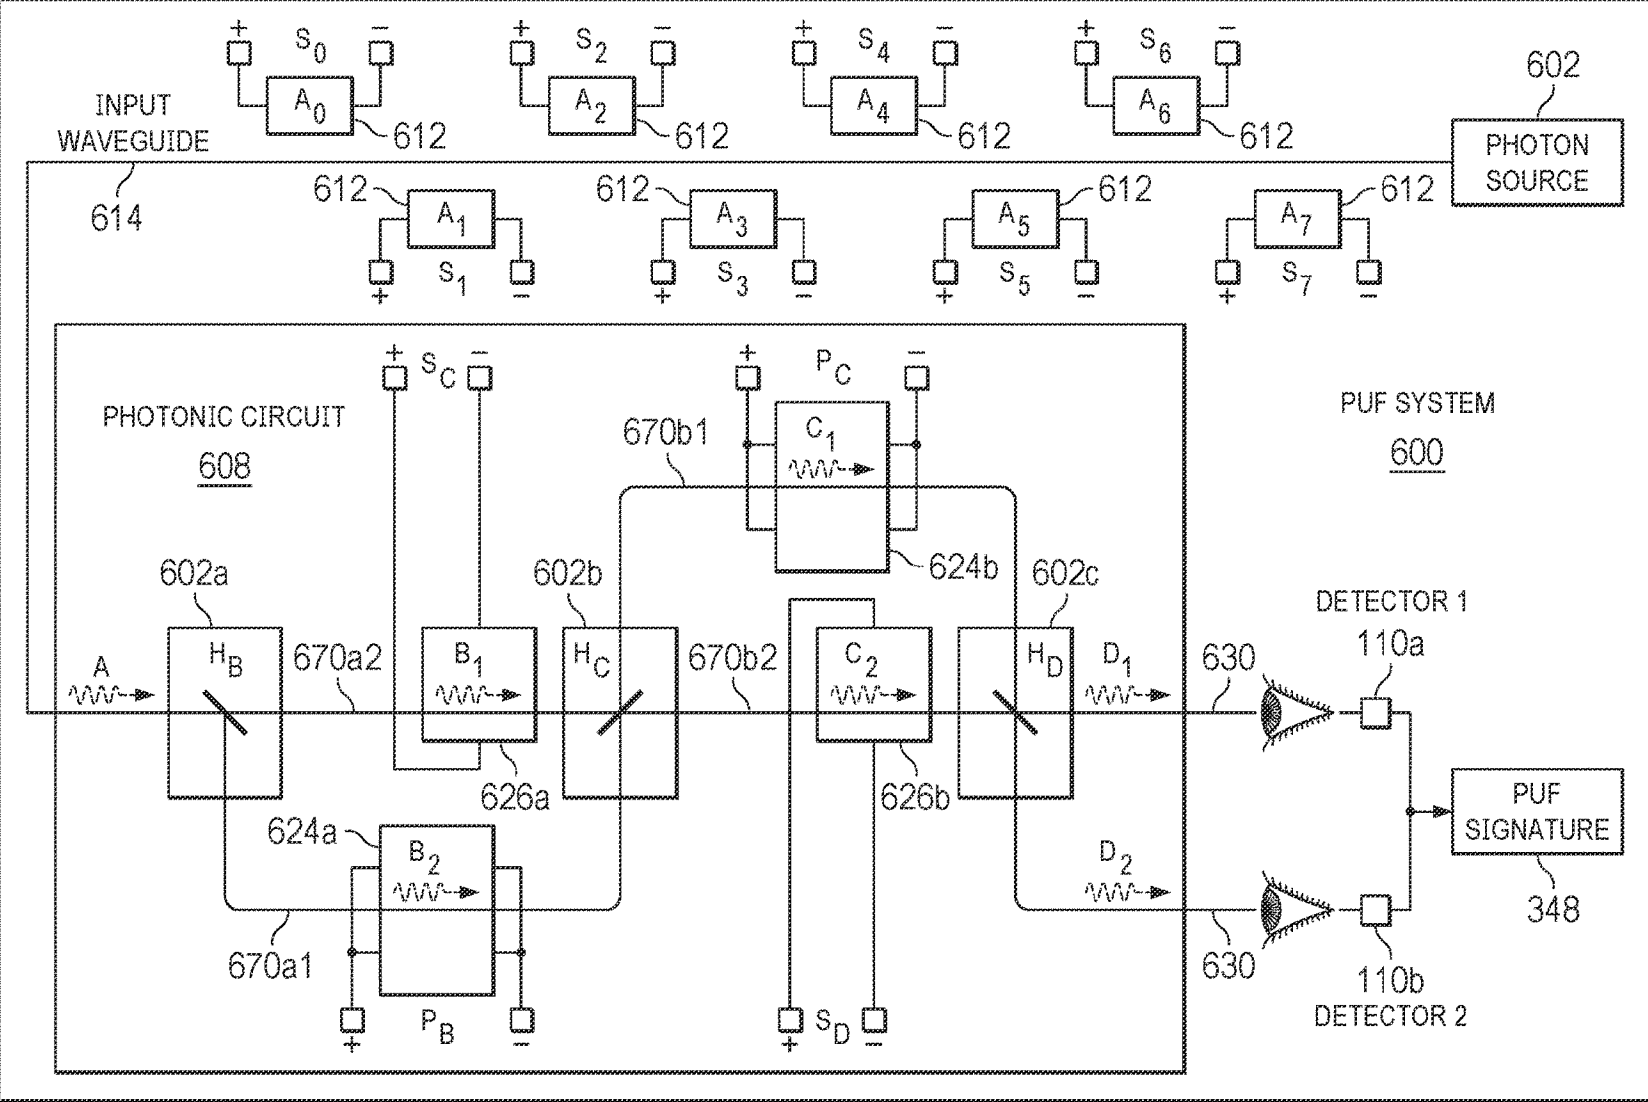 + S0 −
+ S2 −
+ S4 −
+ S6 −
602
INPUT
WAVEGUIDE
A0
A2
A4
A6
612
612
612
612
PHOTON
SOURCE
614
612
A1
612
A3
A5
612
A7
612
+ S1 −
+ S3 −
+ S5 −
+ S7 −
+ SC −
+ PC −
PHOTONIC CIRCUIT
608
PUF SYSTEM
600
670b1
C1
624b
602a
602b
602c
DETECTOR 1
110a
A
HB
670a2
B1
HC
670b2
C2
HD
D1
630
626a
626b
624a
B2
D2
PUF
SIGNATURE
348
670a1
630
110b
DETECTOR 2
+ PB −
+ SD −